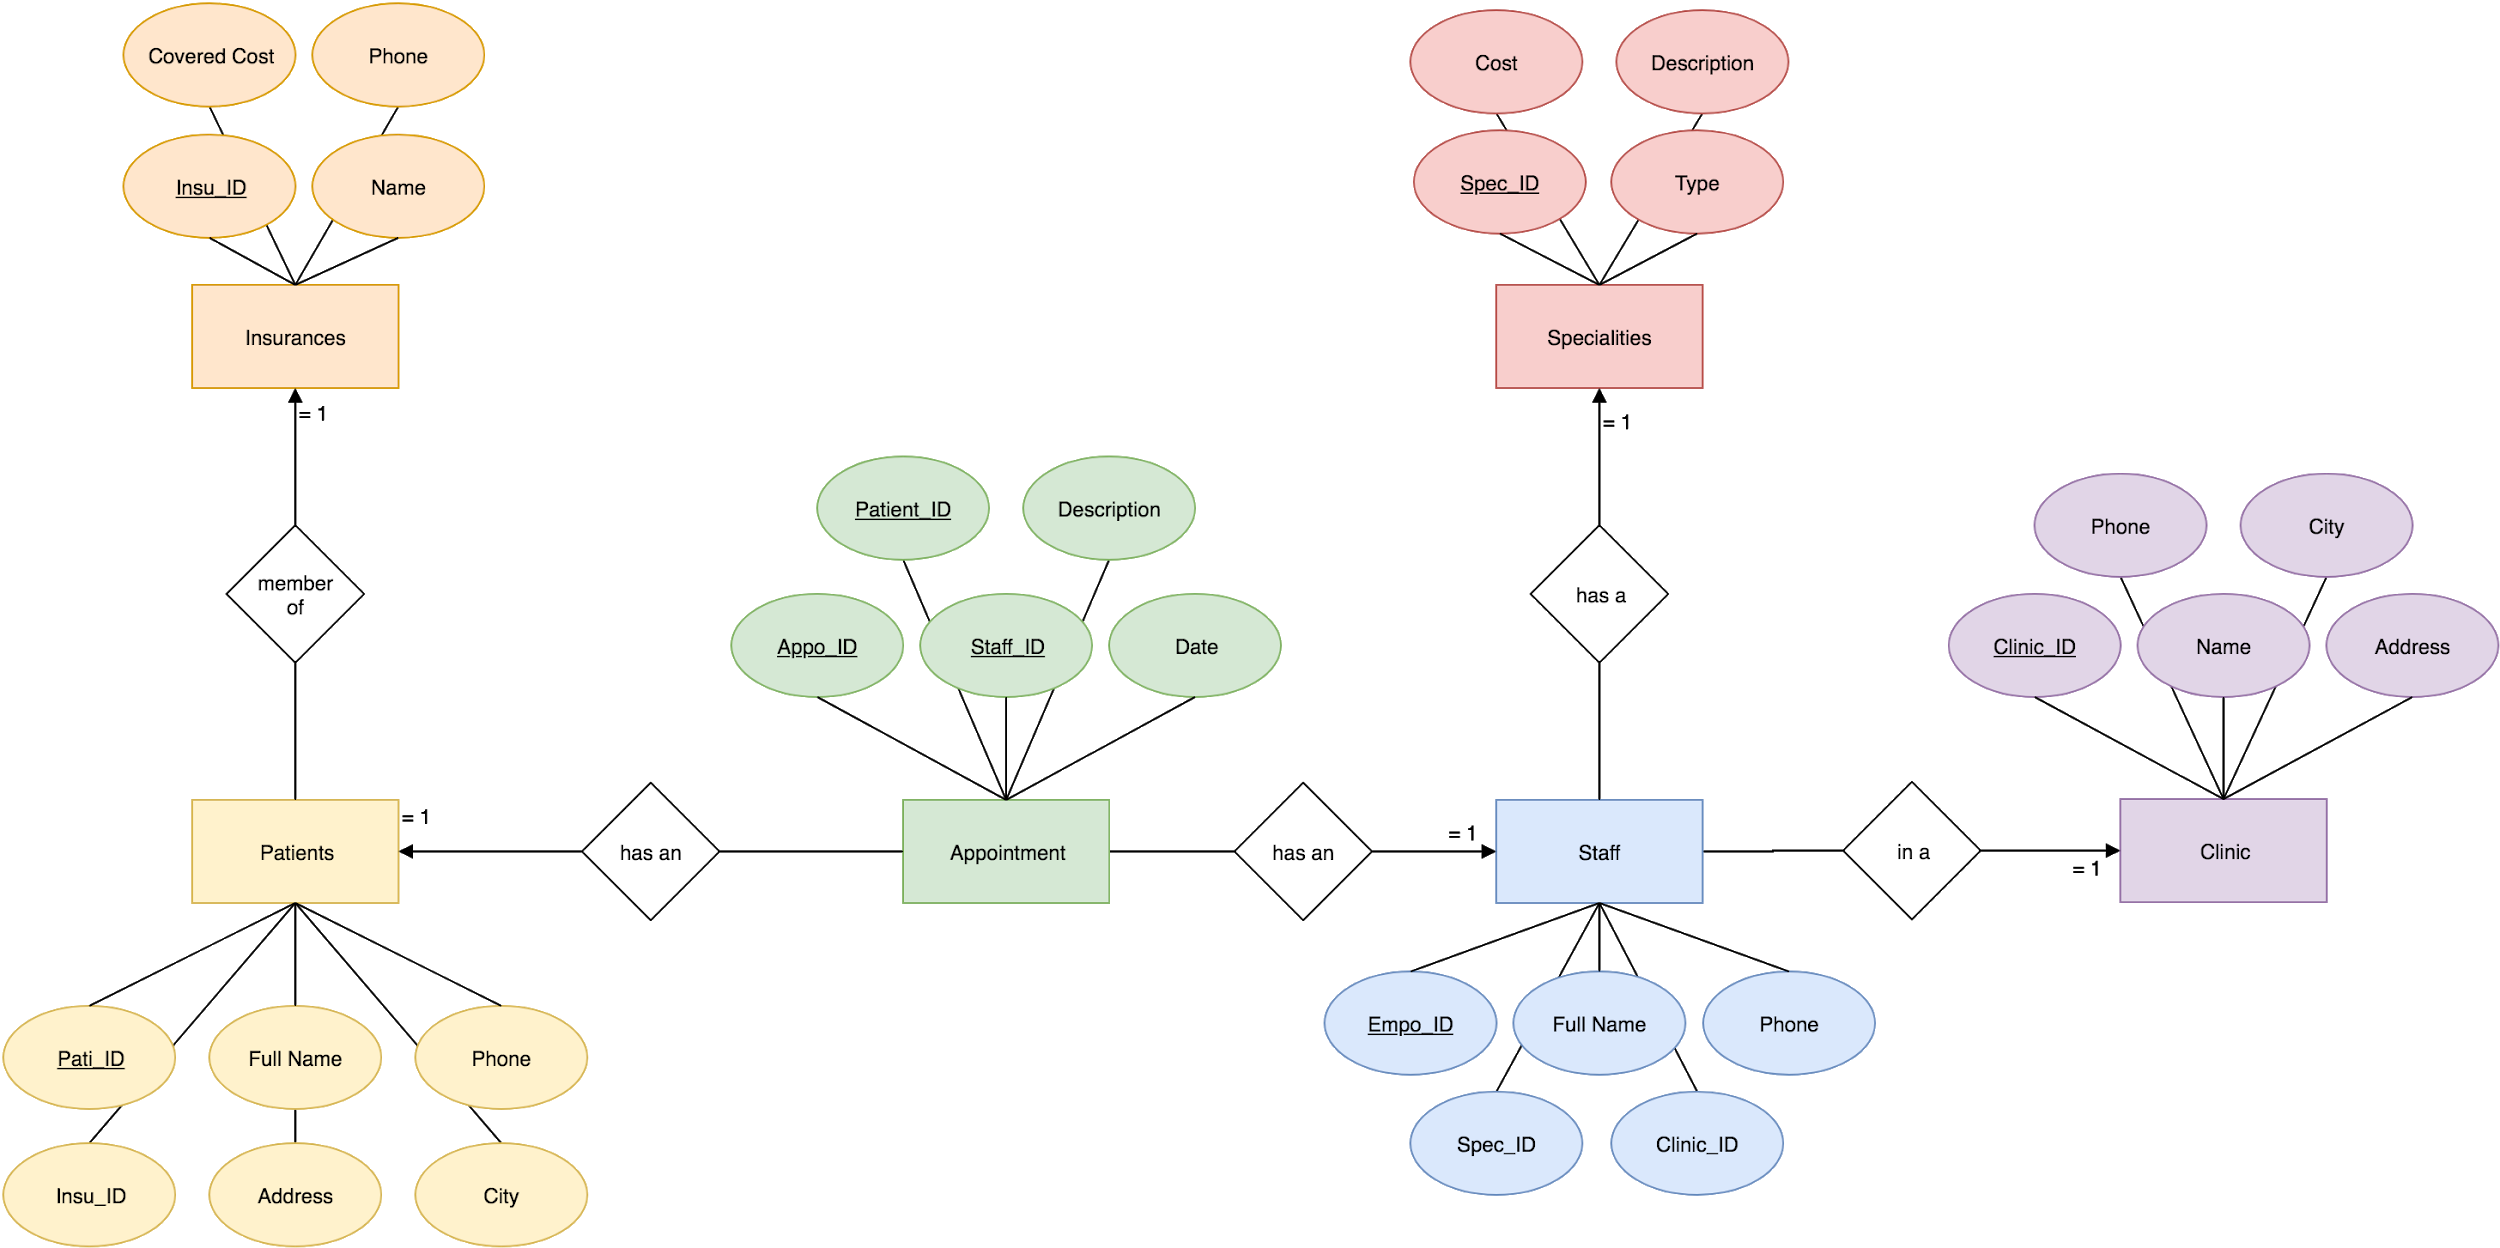 Covered Cost
Phone
Insu_ID
Name
Insurances
= 1
member
of
Patients
= 1
Pati_ID
Full Name
Phone
Insu_ID
Address
City
has an
Patient_ID
Description
Appo_ID
Staff_ID
Date
Appointment
has an
= 1
Cost
Description
Spec_ID
Type
Specialities
= 1
has a
Staff
Empo_ID
Full Name
Phone
Spec_ID
Clinic_ID
in a
= 1
Phone
City
Clinic_ID
Name
Address
Clinic